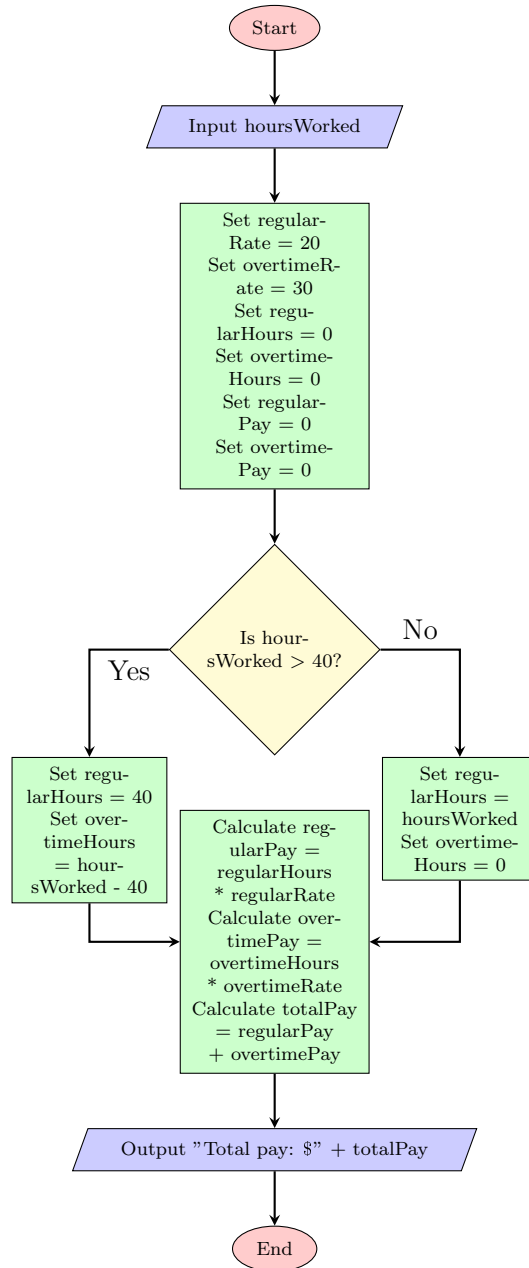 Start
Input hoursWorked
Set regular-
Rate = 20
Set overtimeR-
ate = 30
Set regu-
larHours = 0
Set overtime-
Hours = 0
Set regular-
Pay = 0
Set overtime-
Pay = 0
Is hour-
sWorked > 40?
Yes
No
Set regu-
larHours = 40
Set over-
timeHours
= hour-
sWorked - 40
Set regu-
larHours =
hoursWorked
Set overtime-
Hours = 0
Calculate reg-
ularPay =
regularHours
* regularRate
Calculate over-
timePay =
overtimeHours
* overtimeRate
Calculate totalPay
= regularPay
+ overtimePay
Output ”Total pay: $” + totalPay
End